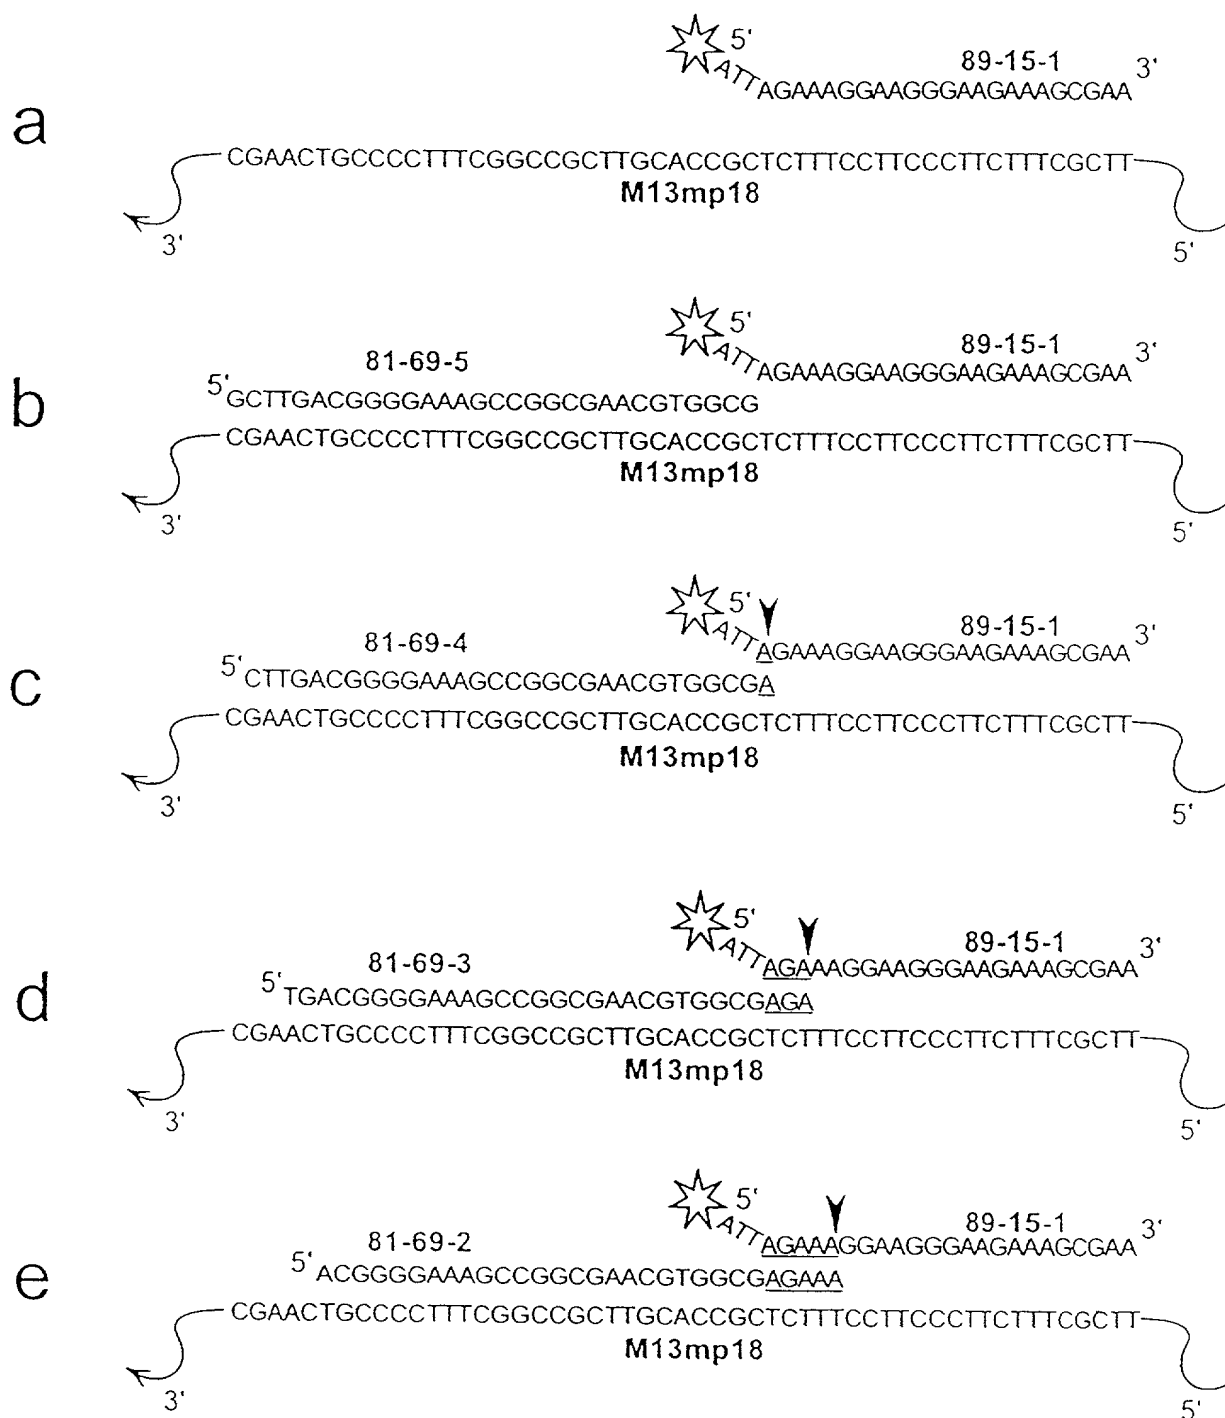 a
5'
89-15-1
3'
ATTAGAAAGGAAGGGAAGAAAGCGAA
CGAACTGCCCCTTTCGGCCGCTTGCACCGCTCTTTCCTTCCCTTCTTTCGCTT
M13mp18
3'
5'
b
5'
89-15-1
3'
ATTAGAAAGGAAGGGAAGAAAGCGAA
81-69-5
5'GCTTGACGGGGAAAGCCGGCGAACGTGGCG
CGAACTGCCCCTTTCGGCCGCTTGCACCGCTCTTTCCTTCCCTTCTTTCGCTT
M13mp18
3'
5'
c
5'
89-15-1
3'
ATTAGAAAGGAAGGGAAGAAAGCGAA
81-69-4
5'CTTGACGGGGAAAGCCGGCGAACGTGGCGA
CGAACTGCCCCTTTCGGCCGCTTGCACCGCTCTTTCCTTCCCTTCTTTCGCTT
M13mp18
3'
5'
d
5'
89-15-1
3'
ATTAGAAAGGAAGGGAAGAAAGCGAA
81-69-3
5'TGACGGGGAAAGCCGGCGAACGTGGCGAGA
CGAACTGCCCCTTTCGGCCGCTTGCACCGCTCTTTCCTTCCCTTCTTTCGCTT
M13mp18
3'
5'
e
5'
89-15-1
3'
ATTAGAAAGGAAGGGAAGAAAGCGAA
81-69-2
5'ACGGGGAAAGCCGGCGAACGTGGCGAGAAA
CGAACTGCCCCTTTCGGCCGCTTGCACCGCTCTTTCCTTCCCTTCTTTCGCTT
M13mp18
3'
5'